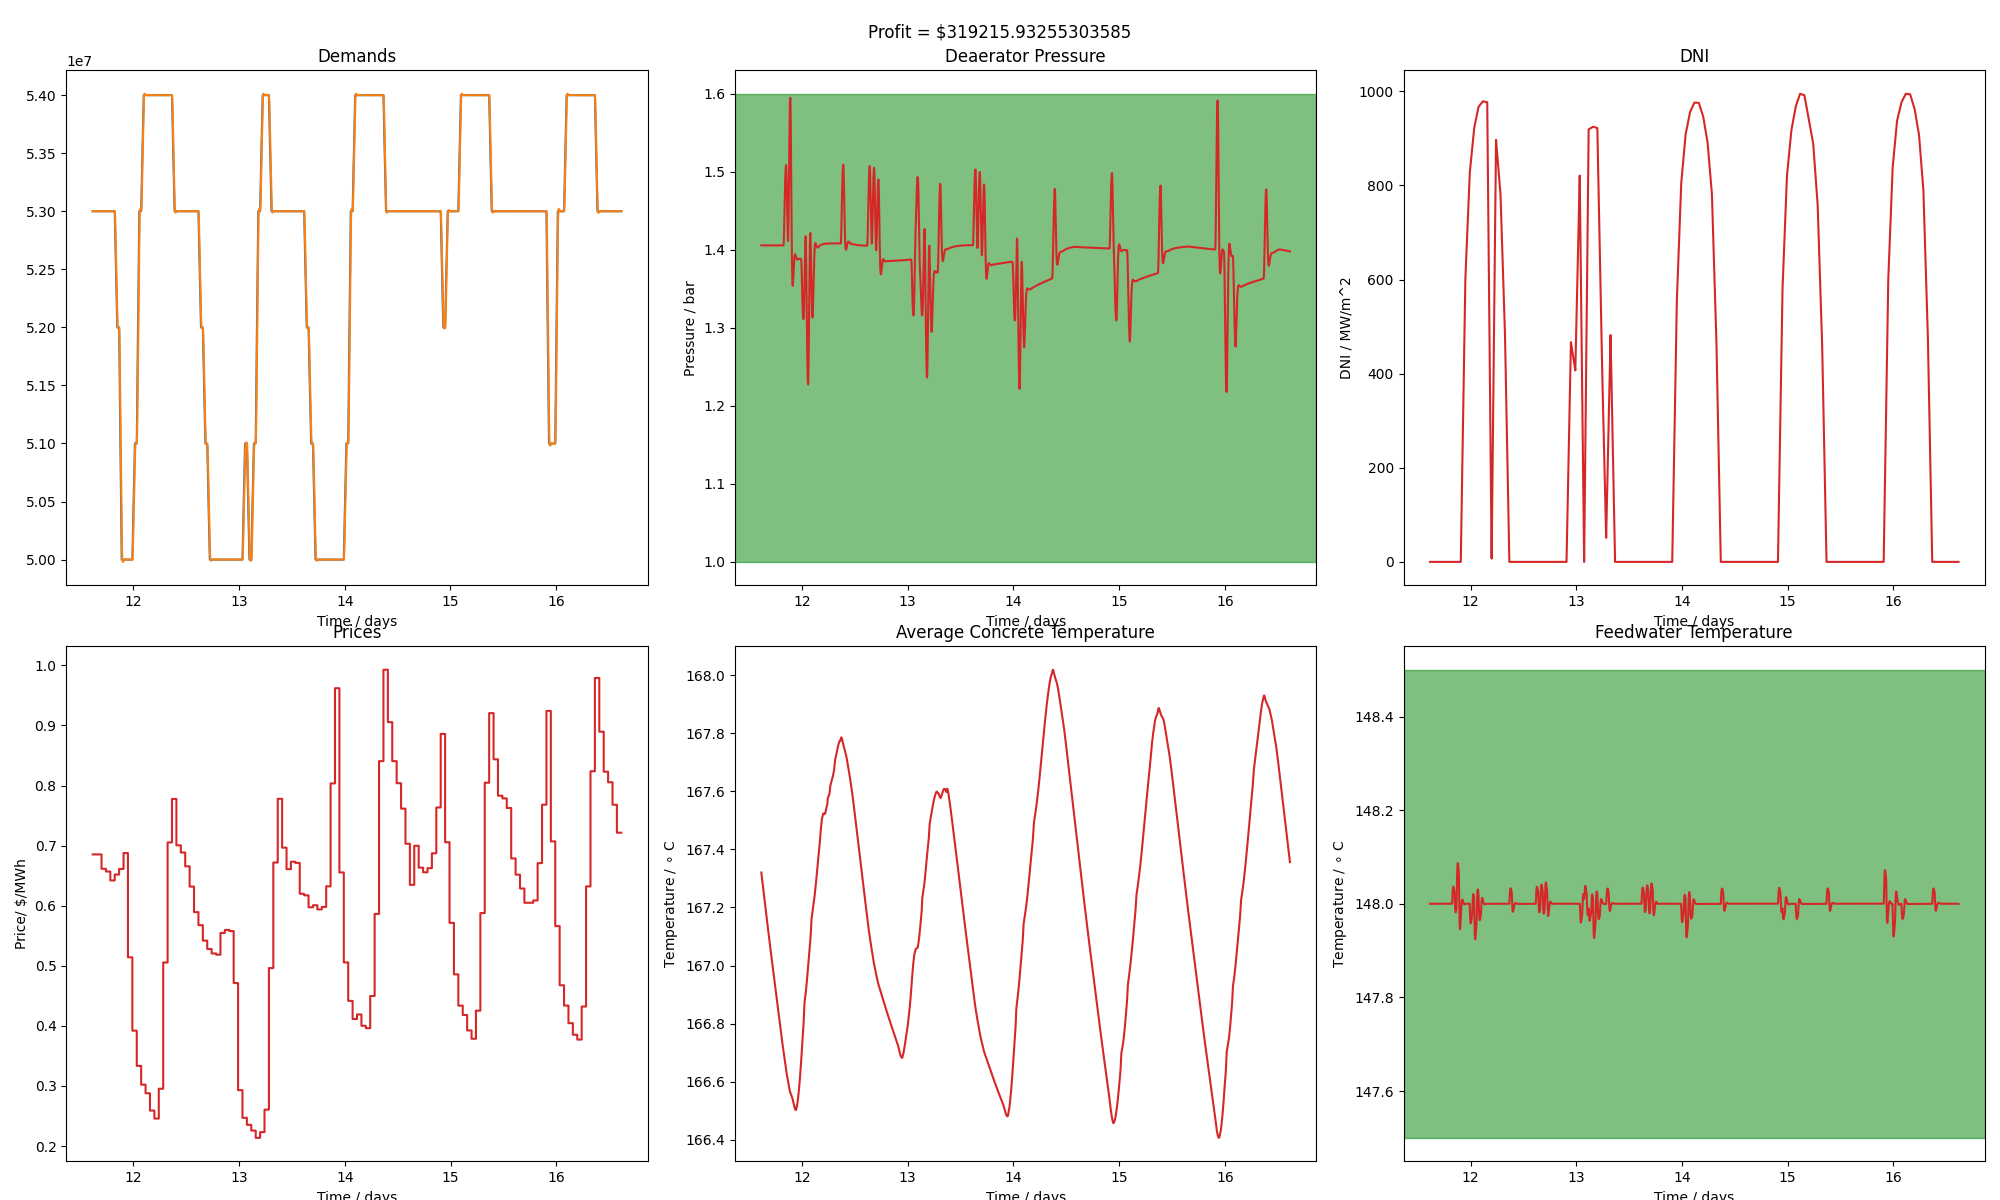 Profit = $319215.93255303585
Demands
1e7
5.40
5.35
5.30
5.25
5.20
5.15
5.10
5.05
5.00
12 13 14 15 16
Time / days
Deaerator Pressure
Pressure / bar
1.6
1.5
1.4
1.3
1.2
1.1
1.0
12 13 14 15 16
Time / days
DNI
DNI / MW/m^2
1000
800
600
400
200
0
12 13 14 15 16
Time / days
Prices
Price/ $/MWh
1.0
0.9
0.8
0.7
0.6
0.5
0.4
0.3
0.2
12 13 14 15 16
Time / days
Average Concrete Temperature
Temperature / ∘ C
168.0
167.8
167.6
167.4
167.2
167.0
166.8
166.6
166.4
12 13 14 15 16
Time / days
Feedwater Temperature
Temperature / ∘ C
148.4
148.2
148.0
147.8
147.6
12 13 14 15 16
Time / days